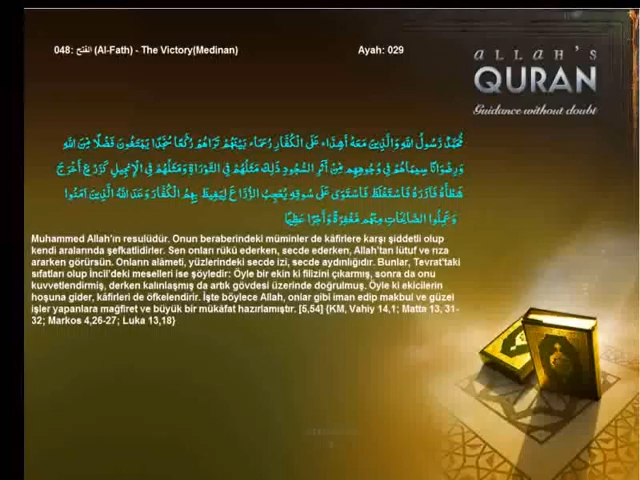 048: الفتح (Al-Fath) - The Victory(Medinan)
Ayah: 029
ALLAH'S
QURAN
Guidance without doubt
مُّحَمَّدٌ رَّسُولُ اللَّهِ وَالَّذِينَ مَعَهُ أَشِدَّاء عَلَى الْكُفَّارِ رُحَمَاء بَيْنَهُمْ تَرَاهُمْ رُكَّعًا سُجَّدًا يَبْتَغُونَ فَضْلًا مِّنَ اللَّهِ
وَرِضْوَانًا سِيمَاهُمْ فِي وُجُوهِهِم مِّنْ أَثَرِ السُّجُودِ ذَلِكَ مَثَلُهُمْ فِي التَّوْرَاةِ وَمَثَلُهُمْ فِي الْإِنجِيلِ كَزَرْعٍ أَخْرَجَ
شَطْأَهُ فَآزَرَهُ فَاسْتَغْلَظَ فَاسْتَوَى عَلَى سُوقِهِ يُعْجِبُ الزُّرَّاعَ لِيَغِيظَ بِهِمُ الْكُفَّارَ وَعَدَ اللَّهُ الَّذِينَ آمَنُوا
وَعَمِلُوا الصَّالِحَاتِ مِنْهُم مَّغْفِرَةً وَأَجْرًا عَظِيمًا
Muhammed Allah'ın resulüdür. Onun beraberindeki müminler de kâfirlere karşı şiddetli olup
kendi aralarında şefkatlidirler. Sen onları rükû ederken, secde ederken, Allah'tan lütuf ve rıza
ararken görürsün. Onların alâmeti, yüzlerindeki secde izi, secde aydınlığıdır. Bunlar, Tevrat'taki
sıfatları olup İncil'deki meselleri ise şöyledir: Öyle bir ekin ki filizini çıkarmış, sonra da onu
kuvvetlendirmiş, derken kalınlaşmış da artık gövdesi üzerinde doğrulmuş. Öyle ki ekicilerin
hoşuna gider, kâfirleri de öfkelendirir. İşte böylece Allah, onlar gibi iman edip makbul ve güzel
işler yapanlara mağfiret ve büyük bir mükâfat hazırlamıştır. [5,54] {KM, Vahiy 14,1; Matta 13, 31-
32; Markos 4,26-27; Luka 13,18}